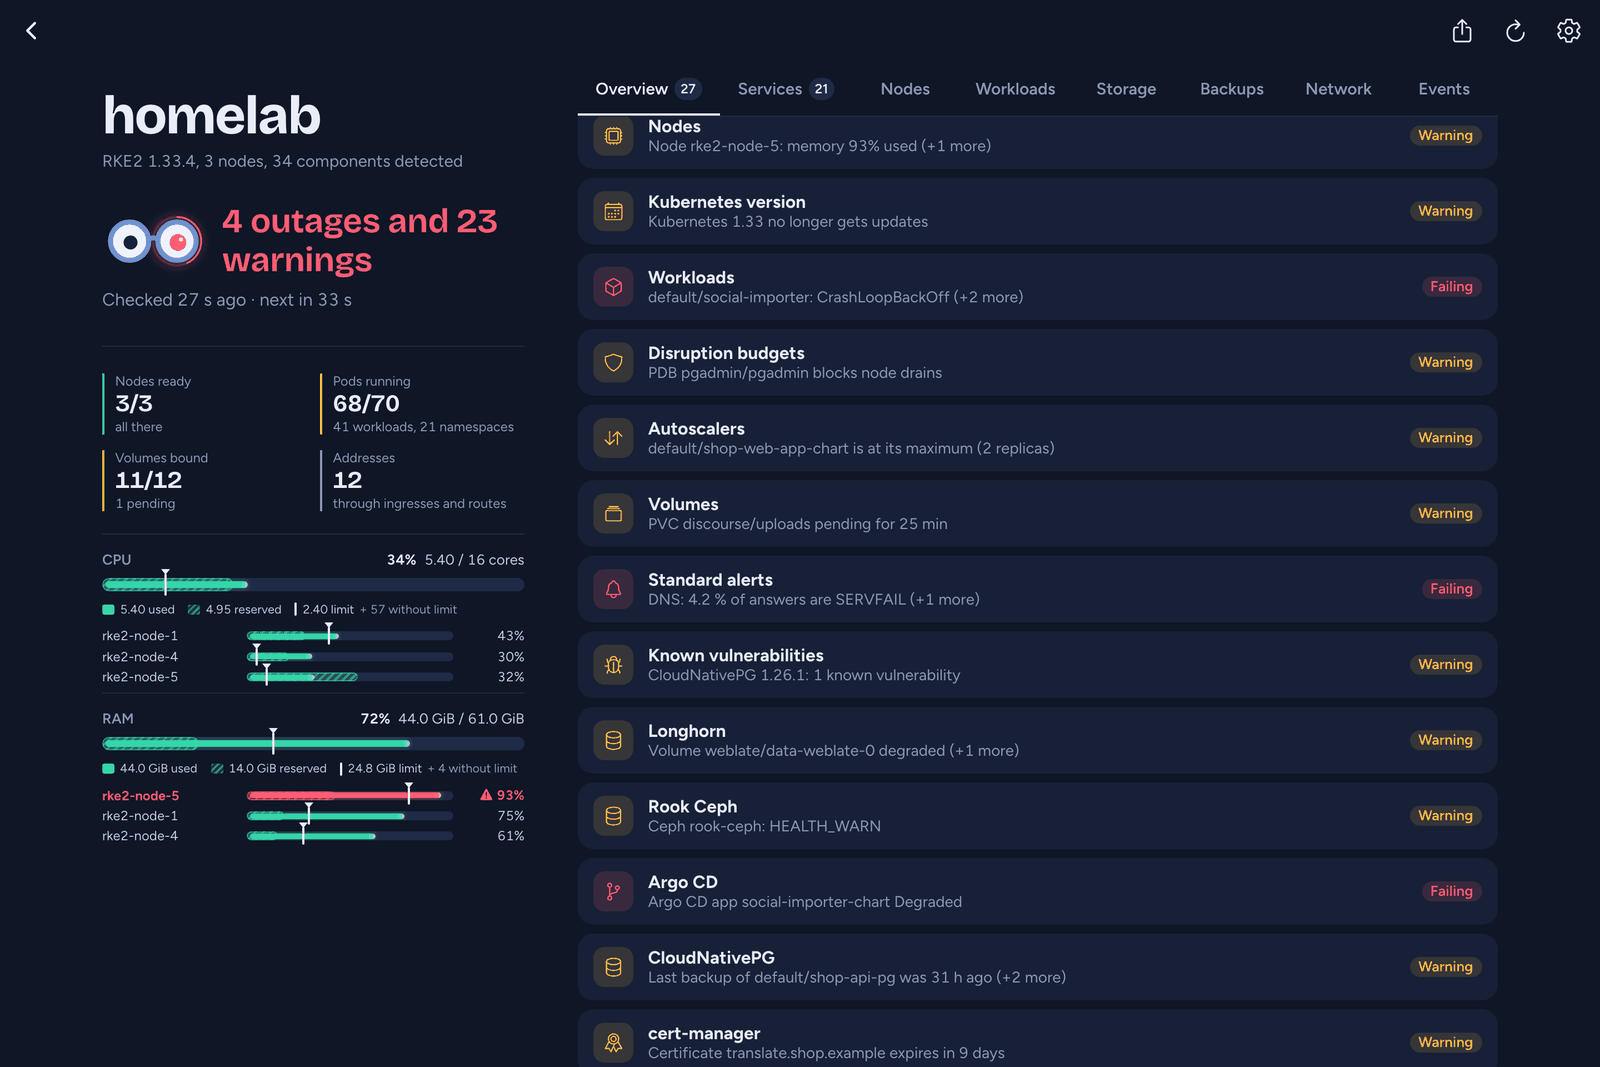 homelab
RKE2 1.33.4, 3 nodes, 34 components detected
4 outages and 23
warnings
Checked 27 s ago · next in 33 s
Nodes ready
3/3
all there
Pods running
68/70
41 workloads, 21 namespaces
Volumes bound
11/12
1 pending
Addresses
12
through ingresses and routes
CPU 34% 5.40 / 16 cores
5.40 used 4.95 reserved 2.40 limit + 57 without limit
rke2-node-1 43%
rke2-node-4 30%
rke2-node-5 32%
RAM 72% 44.0 GiB / 61.0 GiB
44.0 GiB used 14.0 GiB reserved 24.8 GiB limit + 4 without limit
rke2-node-5 93%
rke2-node-1 75%
rke2-node-4 61%
Overview 27 Services 21 Nodes Workloads Storage Backups Network Events
Nodes
Node rke2-node-5: memory 93% used (+1 more)
Warning
Kubernetes version
Kubernetes 1.33 no longer gets updates
Warning
Workloads
default/social-importer: CrashLoopBackOff (+2 more)
Failing
Disruption budgets
PDB pgadmin/pgadmin blocks node drains
Warning
Autoscalers
default/shop-web-app-chart is at its maximum (2 replicas)
Warning
Volumes
PVC discourse/uploads pending for 25 min
Warning
Standard alerts
DNS: 4.2 % of answers are SERVFAIL (+1 more)
Failing
Known vulnerabilities
CloudNativePG 1.26.1: 1 known vulnerability
Warning
Longhorn
Volume weblate/data-weblate-0 degraded (+1 more)
Warning
Rook Ceph
Ceph rook-ceph: HEALTH_WARN
Warning
Argo CD
Argo CD app social-importer-chart Degraded
Failing
CloudNativePG
Last backup of default/shop-api-pg was 31 h ago (+2 more)
Warning
cert-manager
Certificate translate.shop.example expires in 9 days
Warning